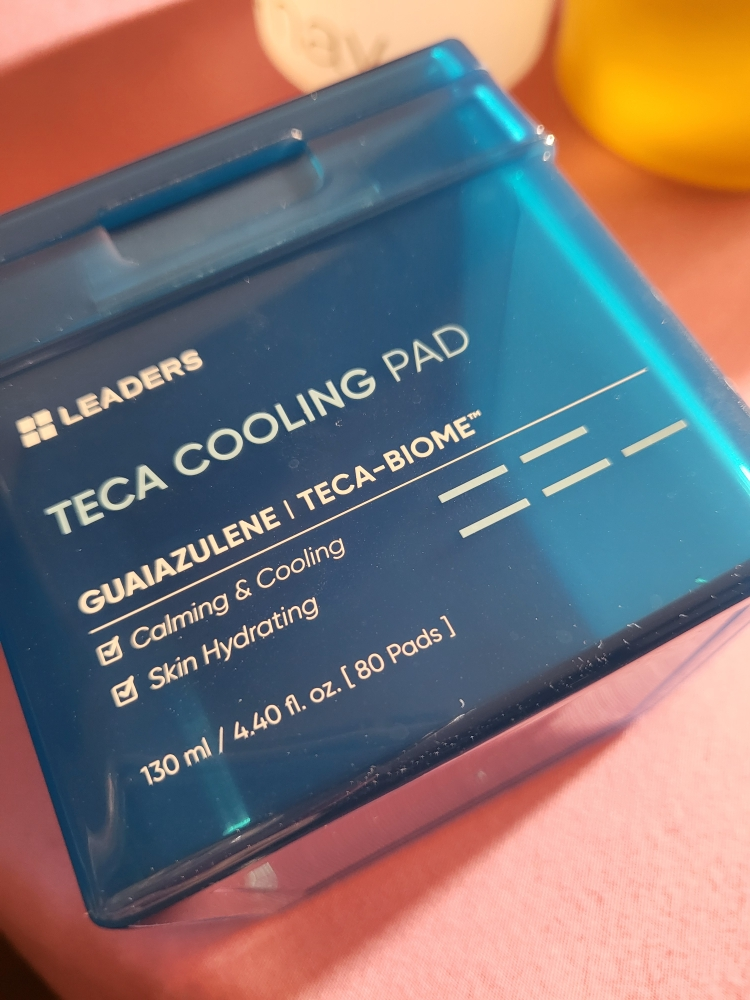 LEADERS
TECA COOLING PAD
GUAIAZULENE | TECA-BIOME™
Calming & Cooling
Skin Hydrating
130 ml / 4.40 fl. oz. [ 80 Pads ]